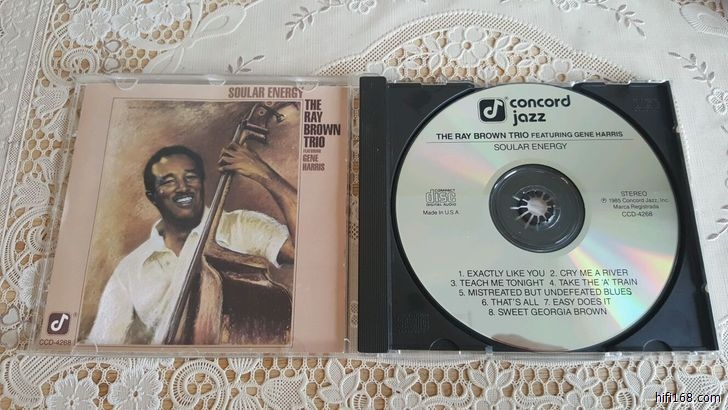 SOULAR ENERGY
THE
RAY
BROWN
TRIO
FEATURING
GENE
HARRIS
CCD-4268
concord
jazz
THE RAY BROWN TRIO FEATURING GENE HARRIS
SOULAR ENERGY
COMPACT
disc
DIGITAL AUDIO
Made in U.S.A.
STEREO
℗ 1985 Concord Jazz, Inc.
Marca Registrada
CCD-4268
1. EXACTLY LIKE YOU 2. CRY ME A RIVER
3. TEACH ME TONIGHT 4. TAKE THE 'A' TRAIN
5. MISTREATED BUT UNDEFEATED BLUES
6. THAT'S ALL 7. EASY DOES IT
8. SWEET GEORGIA BROWN
hifi168.com